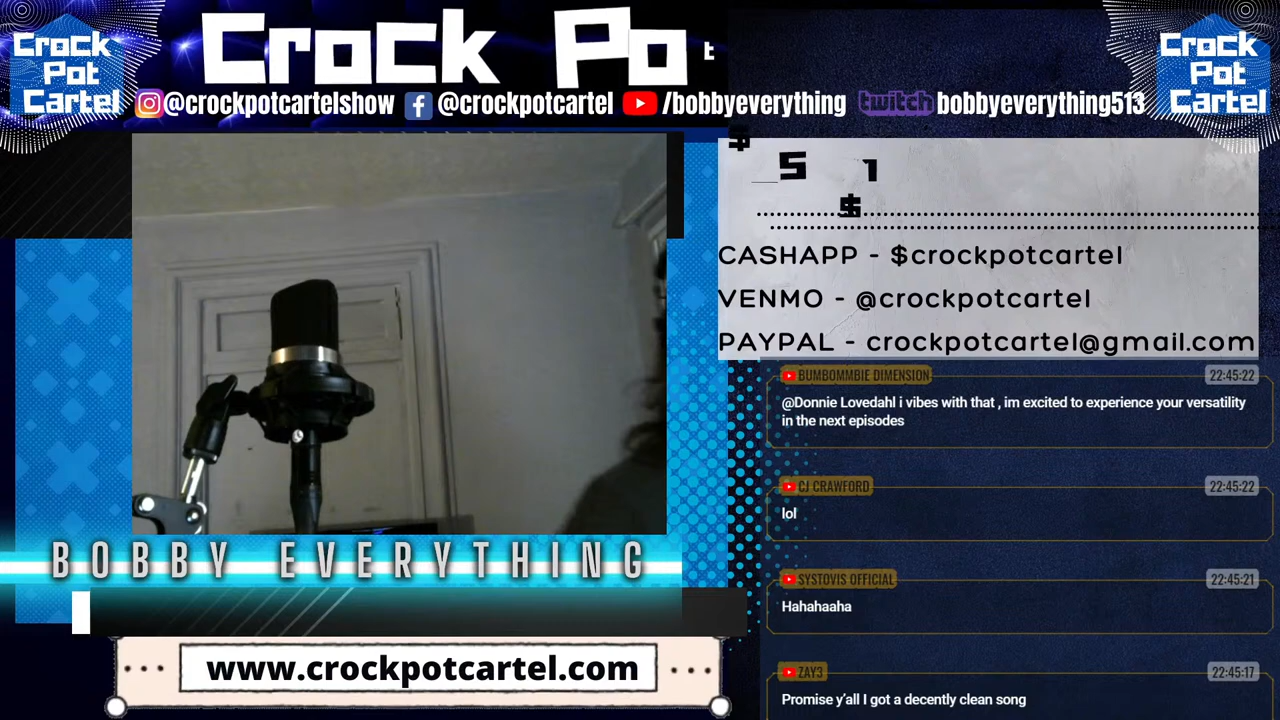 Crock
Pot
Cartel
Crock Pot
@crockpotcartelshow
@crockpotcartel
/bobbyeverything
twitch
bobbyeverything513
Crock
Pot
Cartel
$
_5 1
$
CASHAPP - $crockpotcartel
VENMO - @crockpotcartel
PAYPAL - crockpotcartel@gmail.com
BUMBOMMBIE DIMENSION
22:45:22
@Donnie Lovedahl i vibes with that , im excited to experience your versatility
in the next episodes
CJ CRAWFORD
22:45:22
lol
SYSTOVIS OFFICIAL
22:45:21
Hahahaaha
ZAY3
22:45:17
Promise y'all I got a decently clean song
BOBBY EVERYTHING
www.crockpotcartel.com